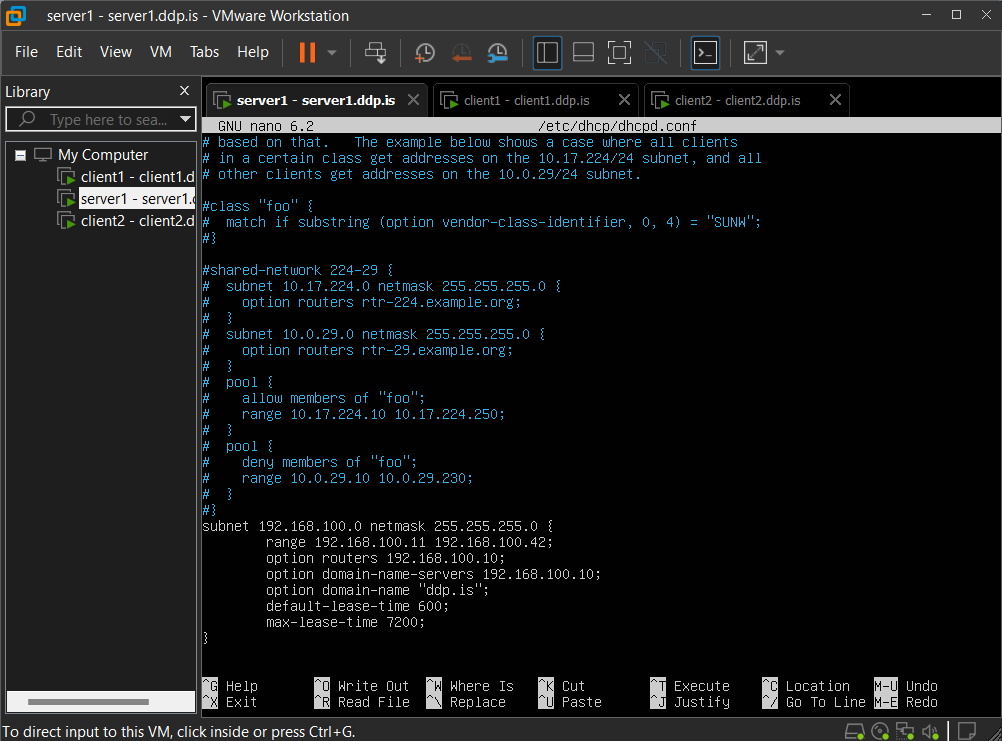 server1 - server1.ddp.is - VMware Workstation
File Edit View VM Tabs Help
Library
Type here to sea...
My Computer
client1 - client1.d
server1 - server1.d
client2 - client2.d
server1 - server1.ddp.is
client1 - client1.ddp.is
client2 - client2.ddp.is
GNU nano 6.2 /etc/dhcp/dhcpd.conf
# based on that.   The example below shows a case where all clients
# in a certain class get addresses on the 10.17.224/24 subnet, and all
# other clients get addresses on the 10.0.29/24 subnet.
#class "foo" {
#  match if substring (option vendor-class-identifier, 0, 4) = "SUNW";
#}
#shared-network 224-29 {
#  subnet 10.17.224.0 netmask 255.255.255.0 {
#    option routers rtr-224.example.org;
#  }
#  subnet 10.0.29.0 netmask 255.255.255.0 {
#    option routers rtr-29.example.org;
#  }
#  pool {
#    allow members of "foo";
#    range 10.17.224.10 10.17.224.250;
#  }
#  pool {
#    deny members of "foo";
#    range 10.0.29.10 10.0.29.230;
#  }
#}
subnet 192.168.100.0 netmask 255.255.255.0 {
        range 192.168.100.11 192.168.100.42;
        option routers 192.168.100.10;
        option domain-name-servers 192.168.100.10;
        option domain-name "ddp.is";
        default-lease-time 600;
        max-lease-time 7200;
}
^G Help ^O Write Out ^W Where Is ^K Cut ^T Execute ^C Location M-U Undo
^X Exit ^R Read File ^\ Replace ^U Paste ^J Justify ^/ Go To Line M-E Redo
To direct input to this VM, click inside or press Ctrl+G.